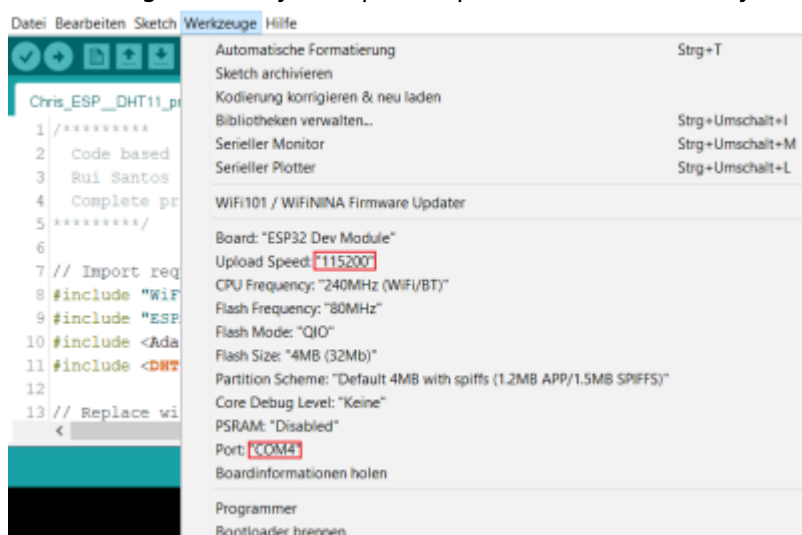 Datei Bearbeiten Sketch Werkzeuge Hilfe
Chris_ESP__DHT11_pr
1 /*********
2 Code based
3 Rui Santos
4 Complete pr
5 *********/
6
7 // Import req
8 #include "WiF
9 #include "ESP
10 #include <Ada
11 #include <DHT
12
13 // Replace wi
Automatische Formatierung Strg+T
Sketch archivieren
Kodierung korrigieren & neu laden
Bibliotheken verwalten... Strg+Umschalt+I
Serieller Monitor Strg+Umschalt+M
Serieller Plotter Strg+Umschalt+L
WiFi101 / WiFiNINA Firmware Updater
Board: "ESP32 Dev Module"
Upload Speed: "115200"
CPU Frequency: "240MHz (WiFi/BT)"
Flash Frequency: "80MHz"
Flash Mode: "QIO"
Flash Size: "4MB (32Mb)"
Partition Scheme: "Default 4MB with spiffs (1.2MB APP/1.5MB SPIFFS)"
Core Debug Level: "Keine"
PSRAM: "Disabled"
Port: "COM4"
Boardinformationen holen
Programmer
Bootloader brennen